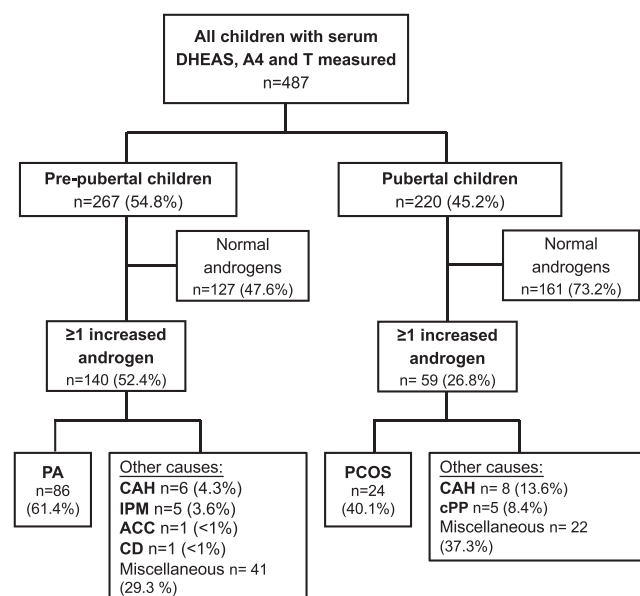 All children with serum
DHEAS, A4 and T measured
n=487
Pre-pubertal children
n=267 (54.8%)
Pubertal children
n=220 (45.2%)
Normal
androgens
n=127 (47.6%)
Normal
androgens
n=161 (73.2%)
≥1 increased
androgen
n=140 (52.4%)
≥1 increased
androgen
n= 59 (26.8%)
PA
n=86
(61.4%)
Other causes:
CAH n=6 (4.3%)
IPM n=5 (3.6%)
ACC n=1 (<1%)
CD n=1 (<1%)
Miscellaneous n= 41
(29.3 %)
PCOS
n=24
(40.1%)
Other causes:
CAH n= 8 (13.6%)
cPP n=5 (8.4%)
Miscellaneous n= 22
(37.3%)